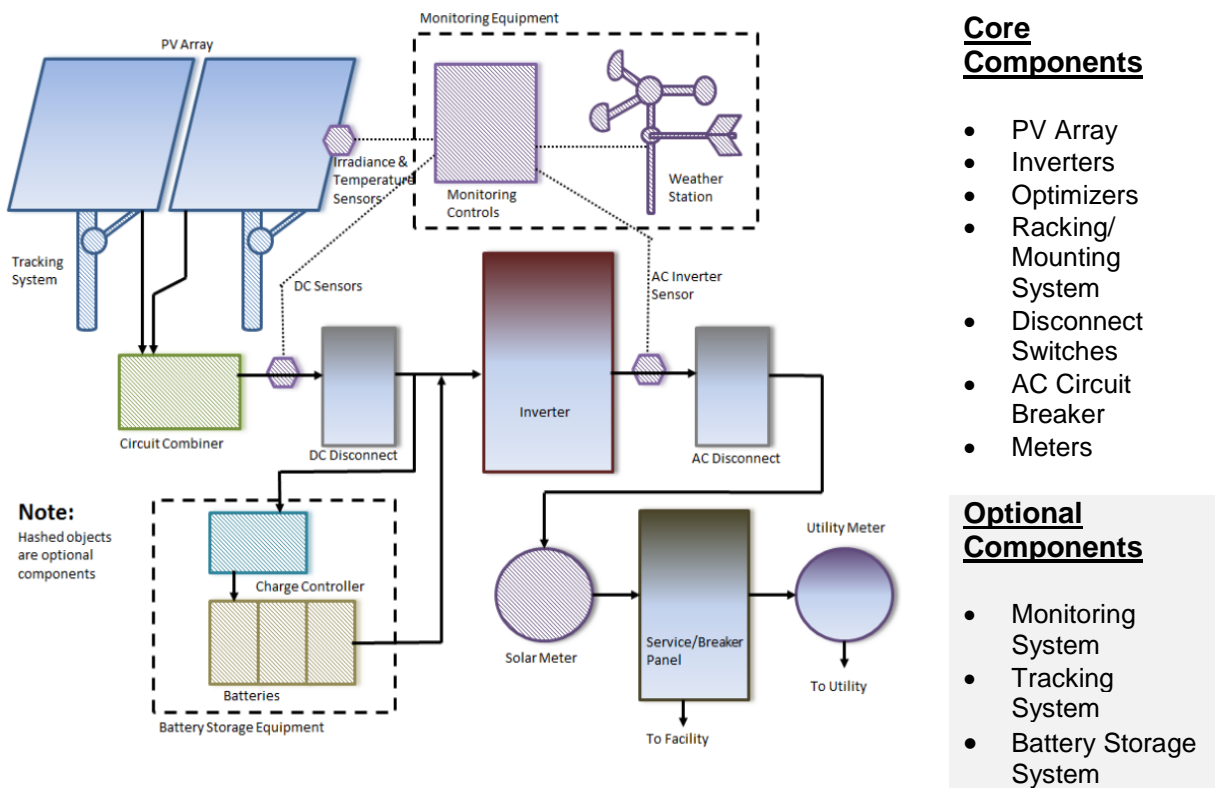 Monitoring Equipment
PV Array
Irradiance &
Temperature
Sensors
Monitoring
Controls
Weather
Station
Tracking
System
DC Sensors
AC Inverter
Sensor
Circuit Combiner
DC Disconnect
Inverter
AC Disconnect
Note:
Hashed objects
are optional
components
Charge Controller
Batteries
Battery Storage Equipment
Solar Meter
Service/Breaker
Panel
Utility Meter
To Utility
To Facility
Core
Components
• PV Array
• Inverters
• Optimizers
• Racking/
Mounting
System
• Disconnect
Switches
• AC Circuit
Breaker
• Meters
Optional
Components
• Monitoring
System
• Tracking
System
• Battery Storage
System